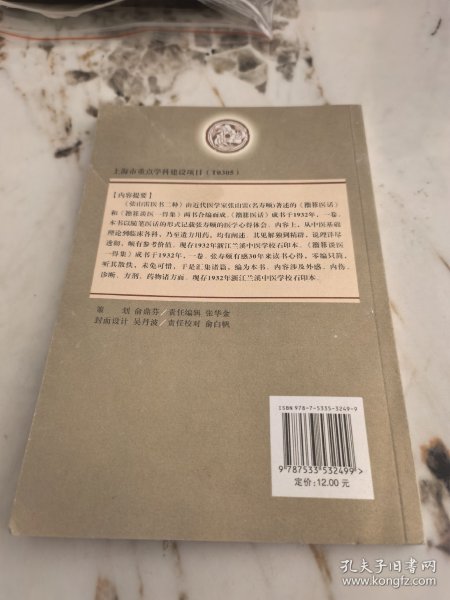 上海市重点学科建设项目(T0305)
【内容提要】
《张山雷医书二种》由近代医学家张山雷(名寿颐)著述的《籀簃医话》
和《籀簃谈医一得集》两书合编而成。《籀簃医话》成书于1932年，一卷。
本书以随笔医话的形式记载张寿颐的医学心得体会。内容上，从中医基础
理论到临床各科，乃至遣方用药，均有阐述。其见解独到精辟，说理详尽
透彻，颇有参考价值。现存1932年浙江兰溪中医学校石印本。《籀簃谈医
一得集》成书于1932年，一卷。张寿颐有感30年来读书心得，零编只简，
听其散佚，未免可惜，于是汇集诸篇，编为本书。内容涉及外感、内伤、
诊断、方剂、药物诸方面。现存1932年浙江兰溪中医学校石印本。
策 划 俞鼎芬／责任编辑 张华金
封面设计 吴丹波／责任校对 俞白帆
ISBN 978-7-5335-3249-9
9 787533 532499 >
定价:12.00 元
孔夫子旧书网
www.kongfz.com